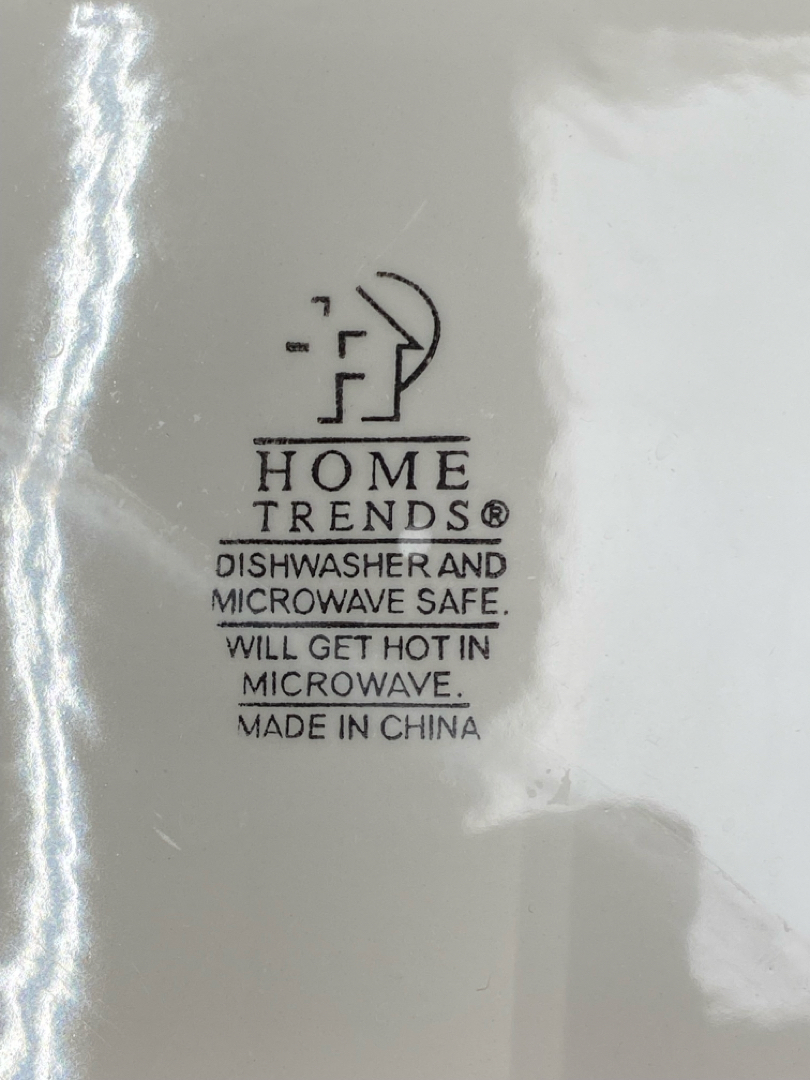 HOME
TRENDS®
DISHWASHER AND
MICROWAVE SAFE.
WILL GET HOT IN
MICROWAVE.
MADE IN CHINA